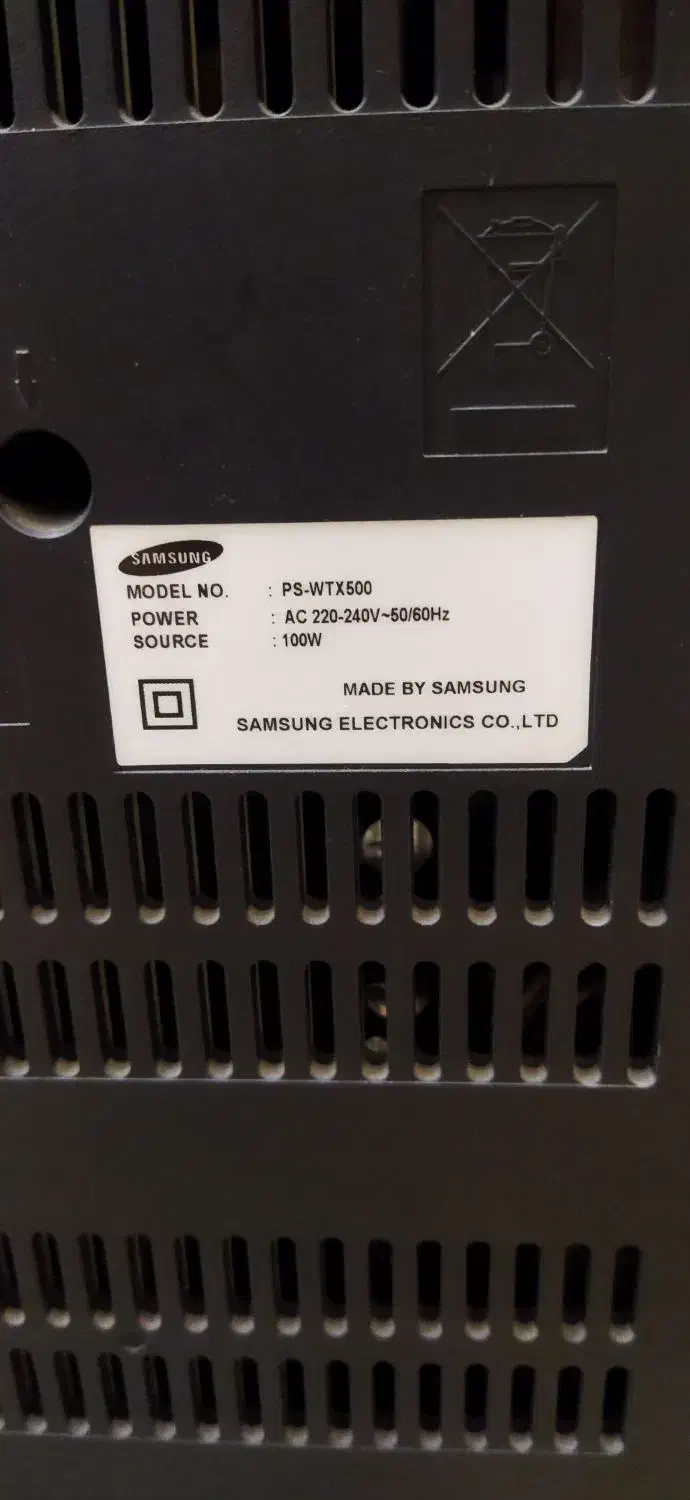 SAMSUNG
MODEL NO. : PS-WTX500
POWER : AC 220-240V~50/60Hz
SOURCE : 100W
MADE BY SAMSUNG
SAMSUNG ELECTRONICS CO.,LTD